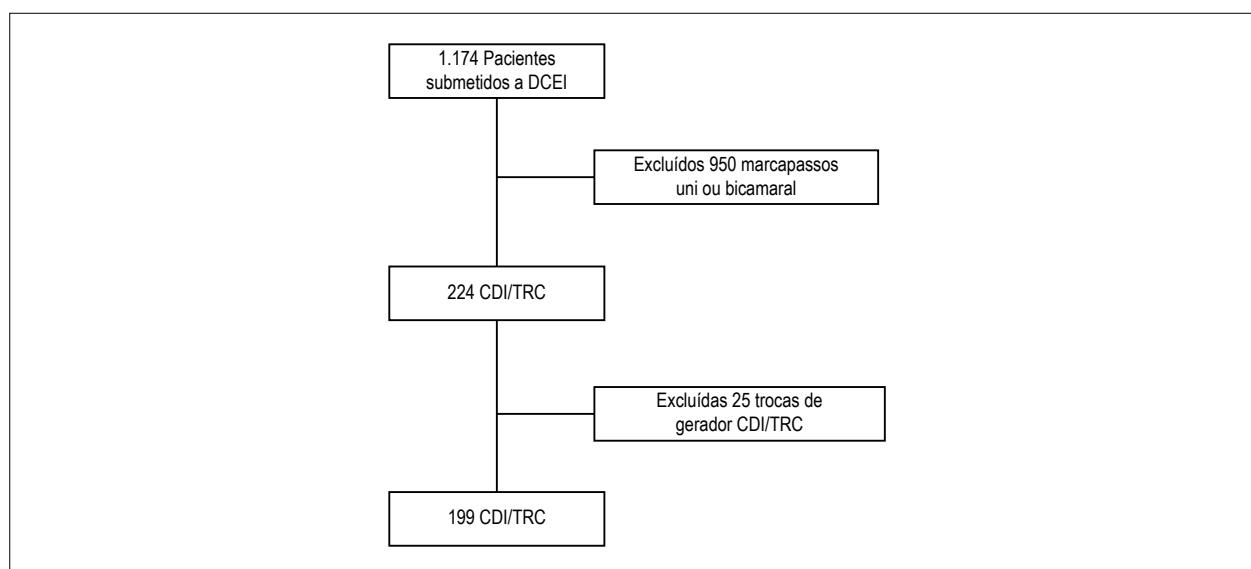 1.174 Pacientes
submetidos a DCEI
Excluídos 950 marcapassos
uni ou bicamaral
224 CDI/TRC
Excluídas 25 trocas de
gerador CDI/TRC
199 CDI/TRC